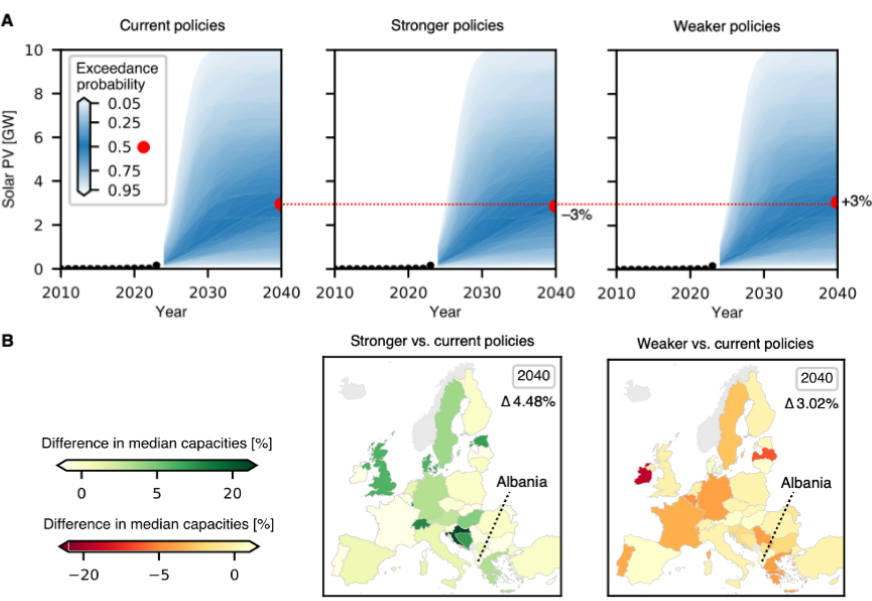 A
Current policies
Stronger policies
Weaker policies
Solar PV [GW]
10
8
6
4
2
0
Exceedance
probability
0.05
0.25
0.5
0.75
0.95
−3%
+3%
2010 2020 2030 2040
2010 2020 2030 2040
2010 2020 2030 2040
Year
Year
Year
B
Stronger vs. current policies
Weaker vs. current policies
2040
Δ 4.48%
2040
Δ 3.02%
Albania
Albania
Difference in median capacities [%]
0 5 20
Difference in median capacities [%]
−20 −5 0